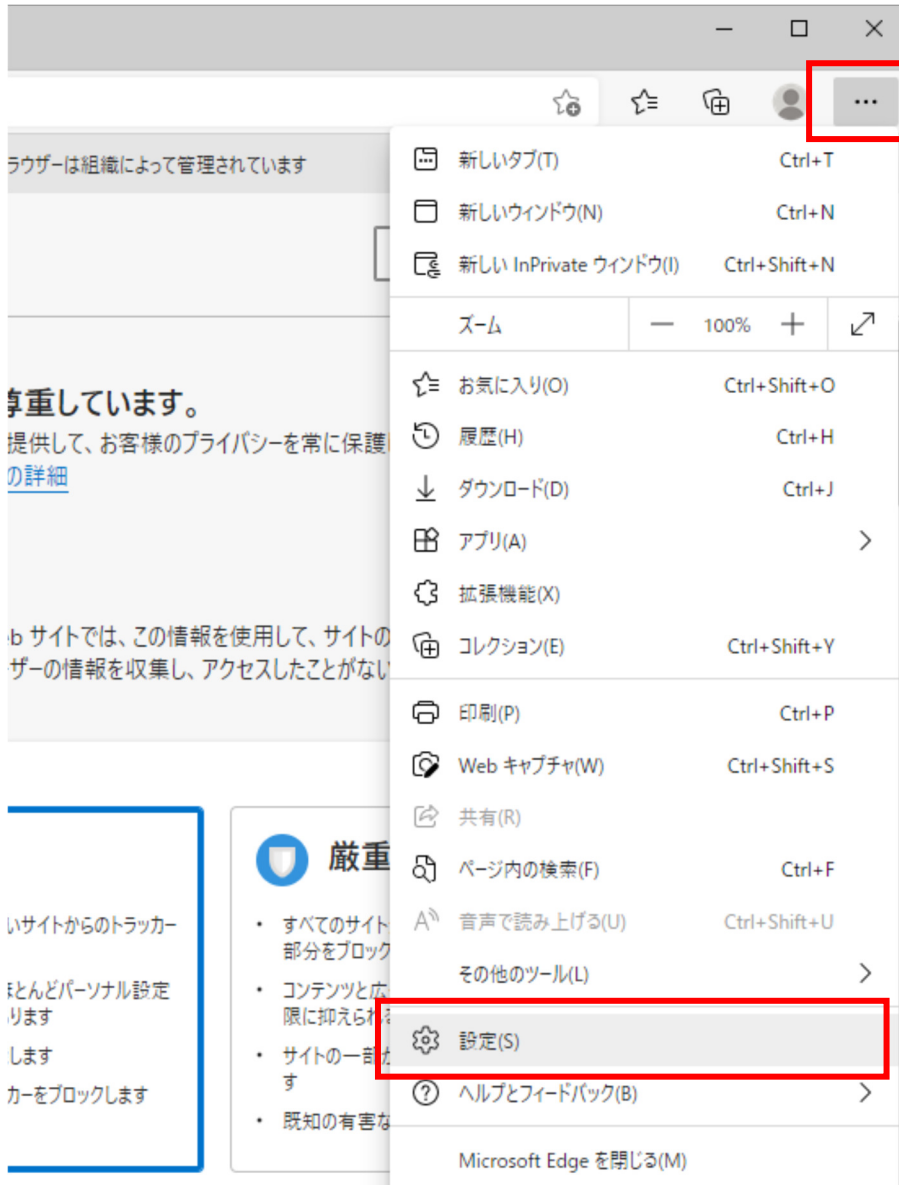 ラウザーは組織によって管理されています
新しいタブ(T) Ctrl+T
新しいウィンドウ(N) Ctrl+N
新しい InPrivate ウィンドウ(I) Ctrl+Shift+N
ズーム 100%
お気に入り(O) Ctrl+Shift+O
履歴(H) Ctrl+H
ダウンロード(D) Ctrl+J
アプリ(A)
拡張機能(X)
コレクション(E) Ctrl+Shift+Y
印刷(P) Ctrl+P
Web キャプチャ(W) Ctrl+Shift+S
共有(R)
ページ内の検索(F) Ctrl+F
音声で読み上げる(U) Ctrl+Shift+U
その他のツール(L)
設定(S)
ヘルプとフィードバック(B)
Microsoft Edge を閉じる(M)
尊重しています。
提供して、お客様のプライバシーを常に保護
の詳細
b サイトでは、この情報を使用して、サイトの
ザーの情報を収集し、アクセスしたことがない
いサイトからのトラッカー
ほとんどパーソナル設定
ります
します
カーをブロックします
厳重
・ すべてのサイト
部分をブロック
・ コンテンツと広
限に抑えられ
・ サイトの一部が
す
・ 既知の有害な